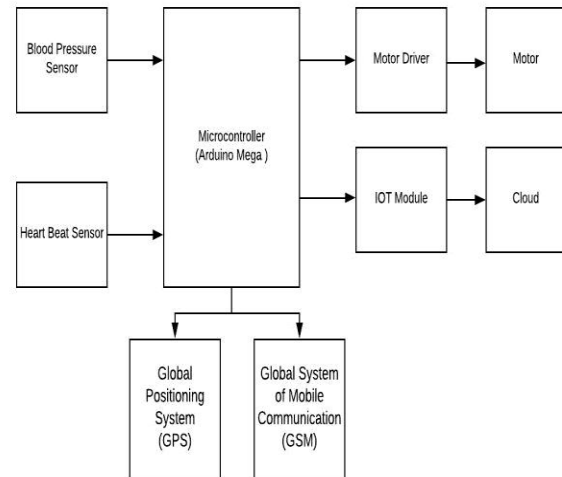 Blood Pressure
Sensor
Microcontroller
(Arduino Mega )
Motor Driver
Motor
Heart Beat Sensor
IOT Module
Cloud
Global
Positioning
System
(GPS)
Global System
of Mobile
Communication
(GSM)